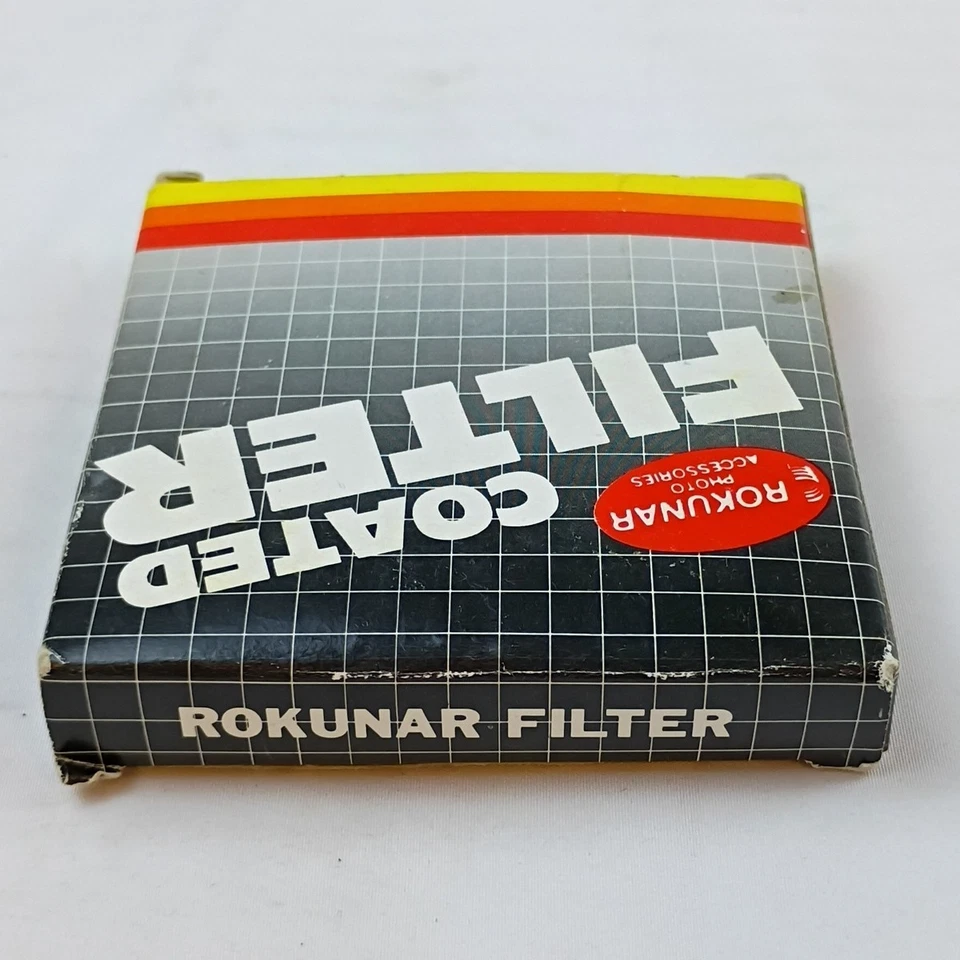 ROKUNAR
PHOTO
ACCESSORIES
COATED
FILTER
ROKUNAR FILTER